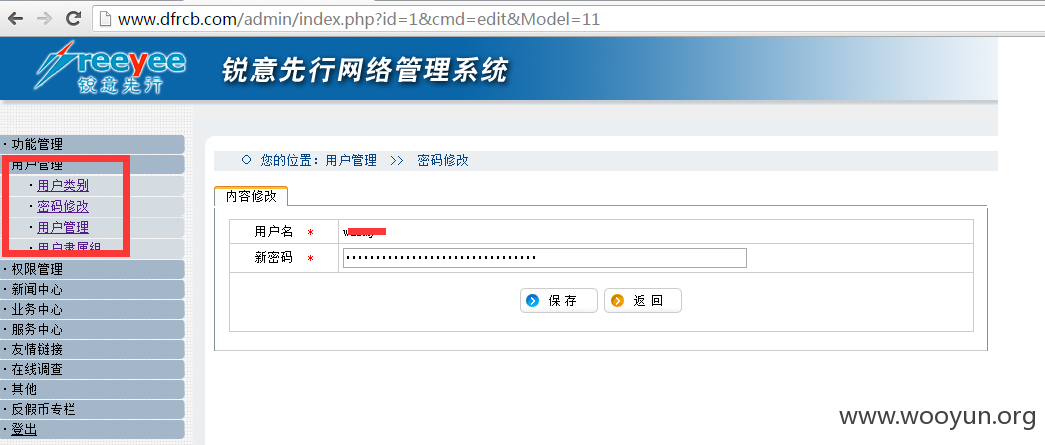 www.dfrcb.com/admin/index.php?id=1&cmd=edit&Model=11
freeyee
锐意先行
锐意先行网络管理系统
· 功能管理
· 用户管理
· 用户类别
· 密码修改
· 用户管理
· 用户隶属组
· 权限管理
· 新闻中心
· 业务中心
· 服务中心
· 友情链接
· 在线调查
· 其他
· 反假币专栏
· 登出
您的位置：用户管理 >> 密码修改
内容修改
用户名 *
新密码 * ································
保 存 返 回
www.wooyun.org